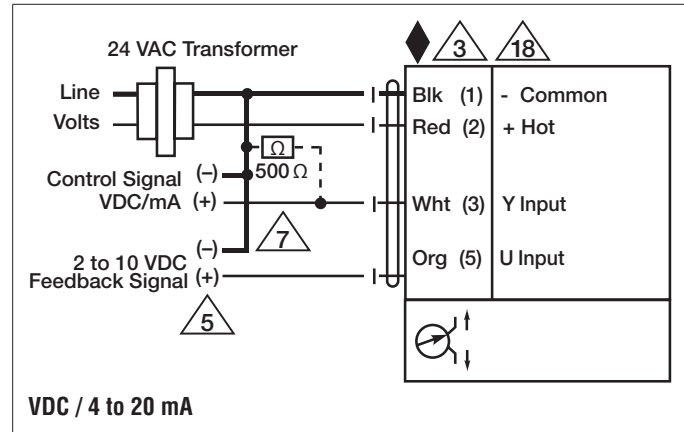 24 VAC Transformer
3
18
Line
Volts
Blk (1) - Common
Red (2) + Hot
Ω
500 Ω
Control Signal (–)
VDC/mA (+)
Wht (3) Y Input
7
2 to 10 VDC (–)
Feedback Signal (+)
Org (5) U Input
5
VDC / 4 to 20 mA